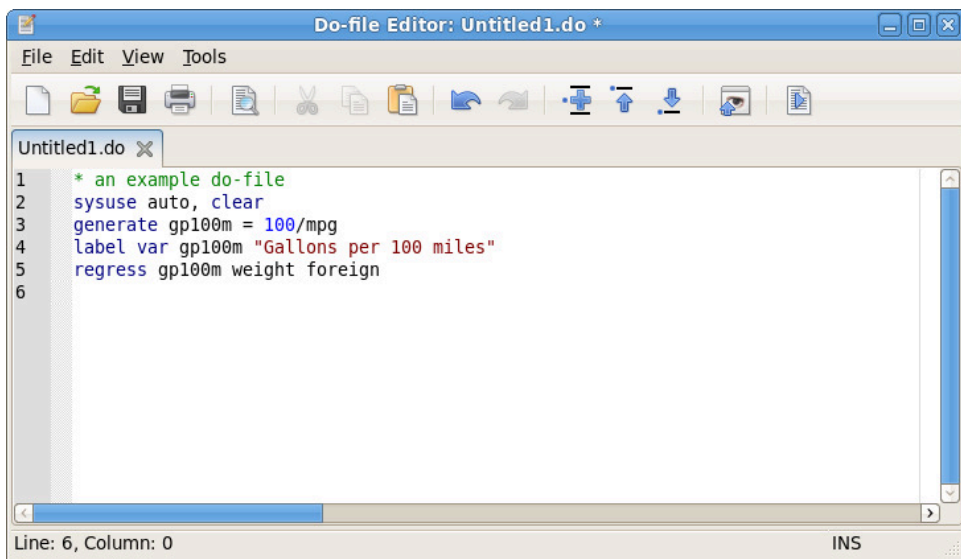 Do-file Editor: Untitled1.do *
File Edit View Tools
Untitled1.do
1 * an example do-file
2 sysuse auto, clear
3 generate gp100m = 100/mpg
4 label var gp100m "Gallons per 100 miles"
5 regress gp100m weight foreign
6
Line: 6, Column: 0 INS